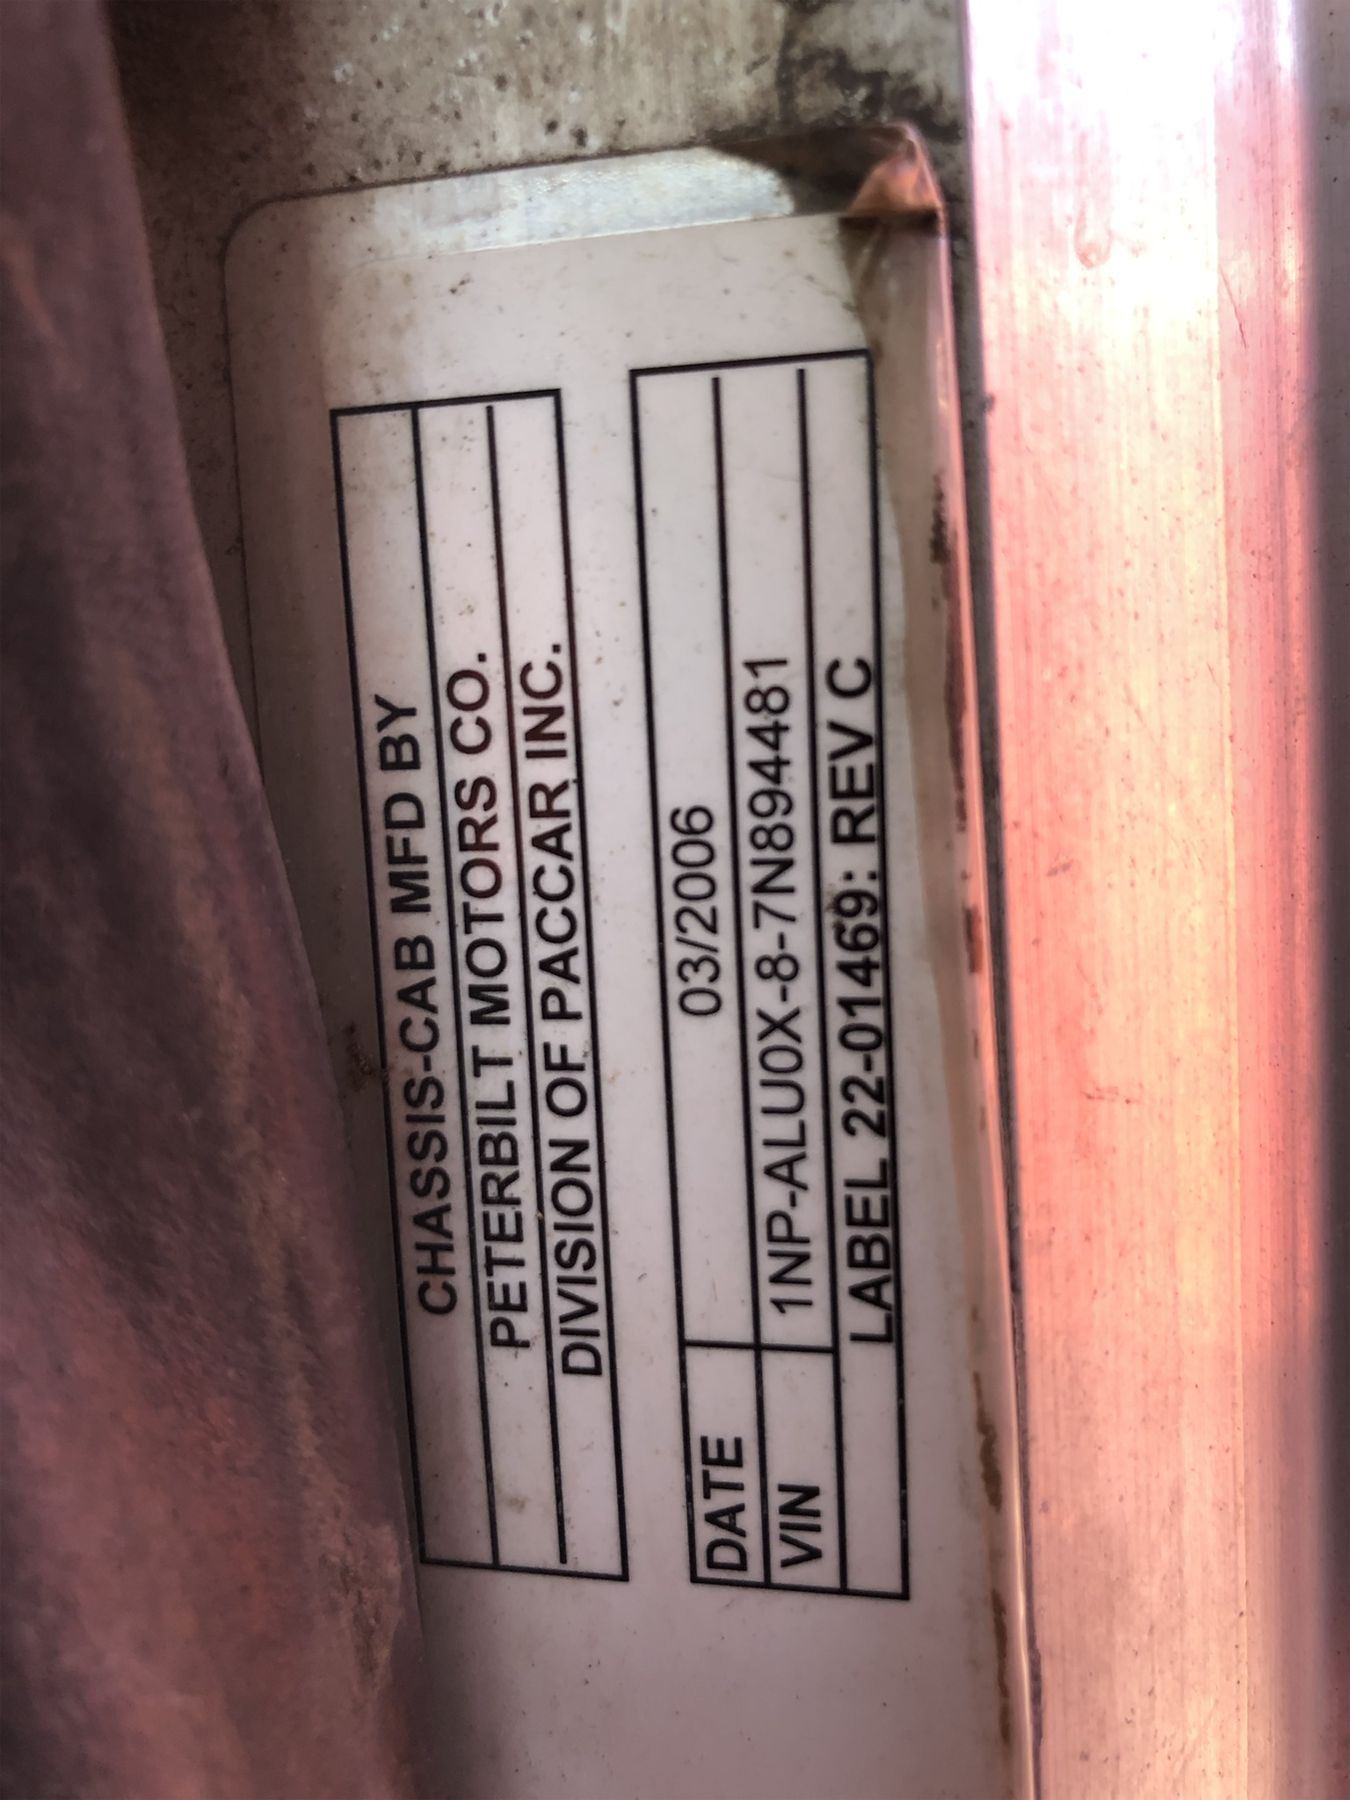 CHASSIS-CAB MFD BY
PETERBILT MOTORS CO.
DIVISION OF PACCAR INC.
DATE 03/2006
VIN 1NP-ALU0X-8-7N894481
LABEL 22-01469: REV C